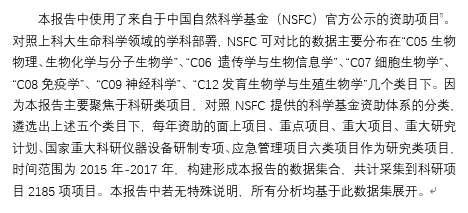 本报告中使用了来自于中国自然科学基金（NSFC）官方公示的资助项目。
对照上科大生命科学领域的学科部署，NSFC 可对比的数据主要分布在“C05 生物
物理、生物化学与分子生物学”、“C06 遗传学与生物信息学”、“C07 细胞生物学”、
“C08 免疫学”、“C09 神经科学”、“C12 发育生物学与生殖生物学”几个类目下。因
为本报告主要聚焦于科研类项目，对照 NSFC 提供的科学基金资助体系的分类，
遴选出上述五个类目下，每年资助的面上项目、重点项目、重大项目、重大研究
计划、国家重大科研仪器设备研制专项、应急管理项目六类项目作为研究类项目，
时间范围为 2015 年-2017 年，构建形成本报告的数据集合，共计采集到科研项
目 2185 项项目。本报告中若无特殊说明，所有分析均基于此数据集展开。